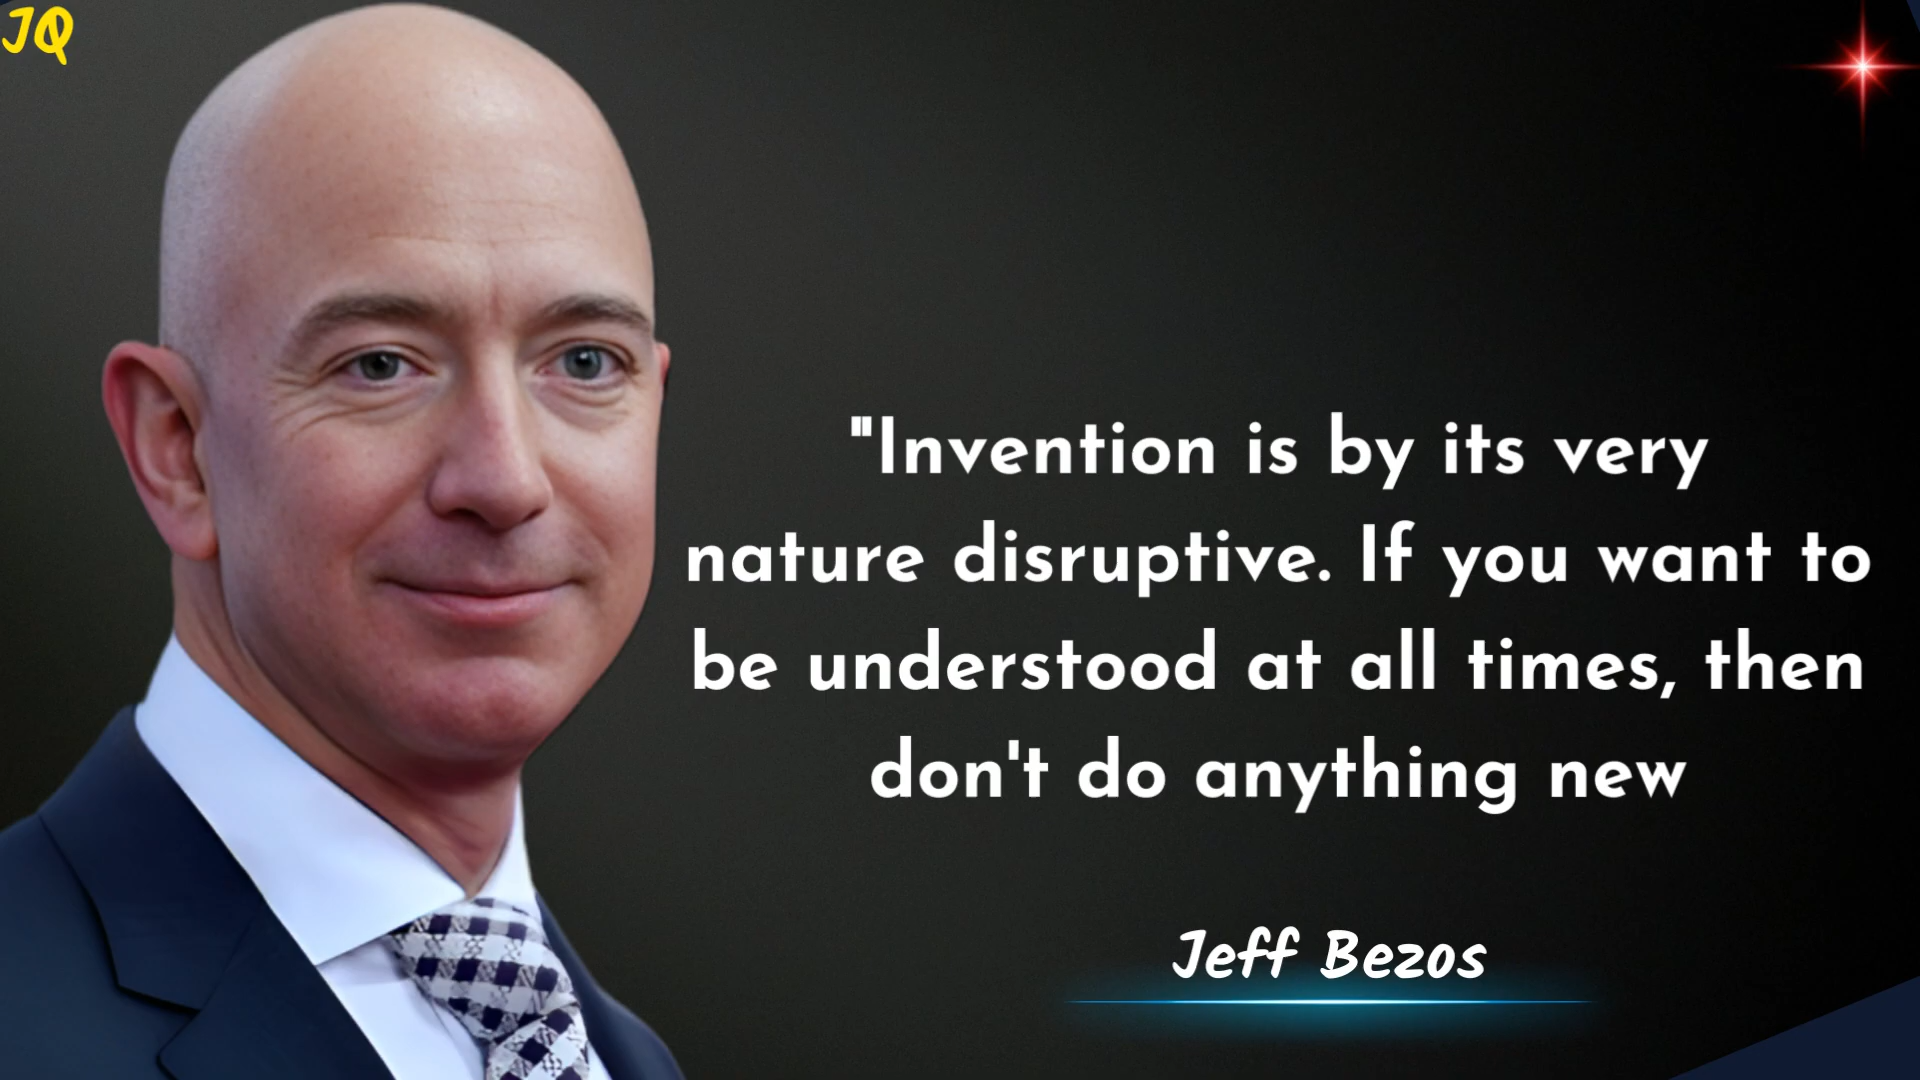 JQ
"Invention is by its very
nature disruptive. If you want to
be understood at all times, then
don't do anything new
Jeff Bezos